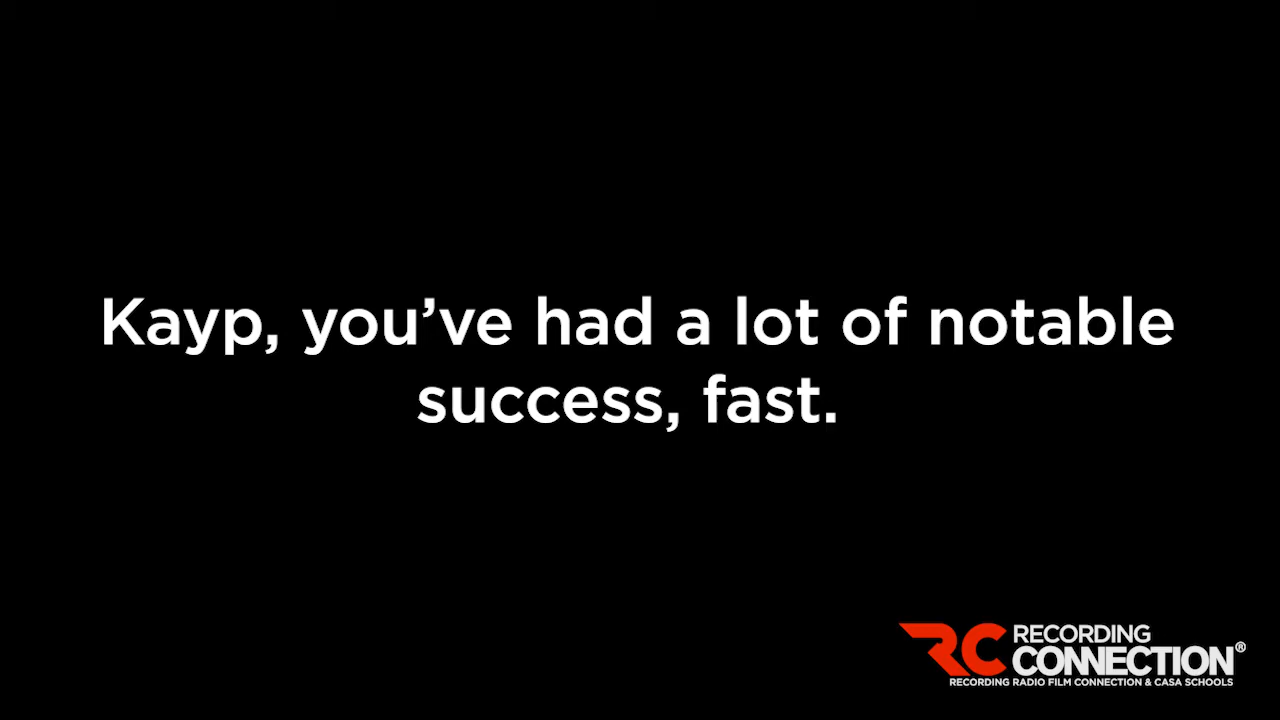 Kayp, you’ve had a lot of notable
success, fast.
RC RECORDING
CONNECTION®
RECORDING RADIO FILM CONNECTION & CASA SCHOOLS